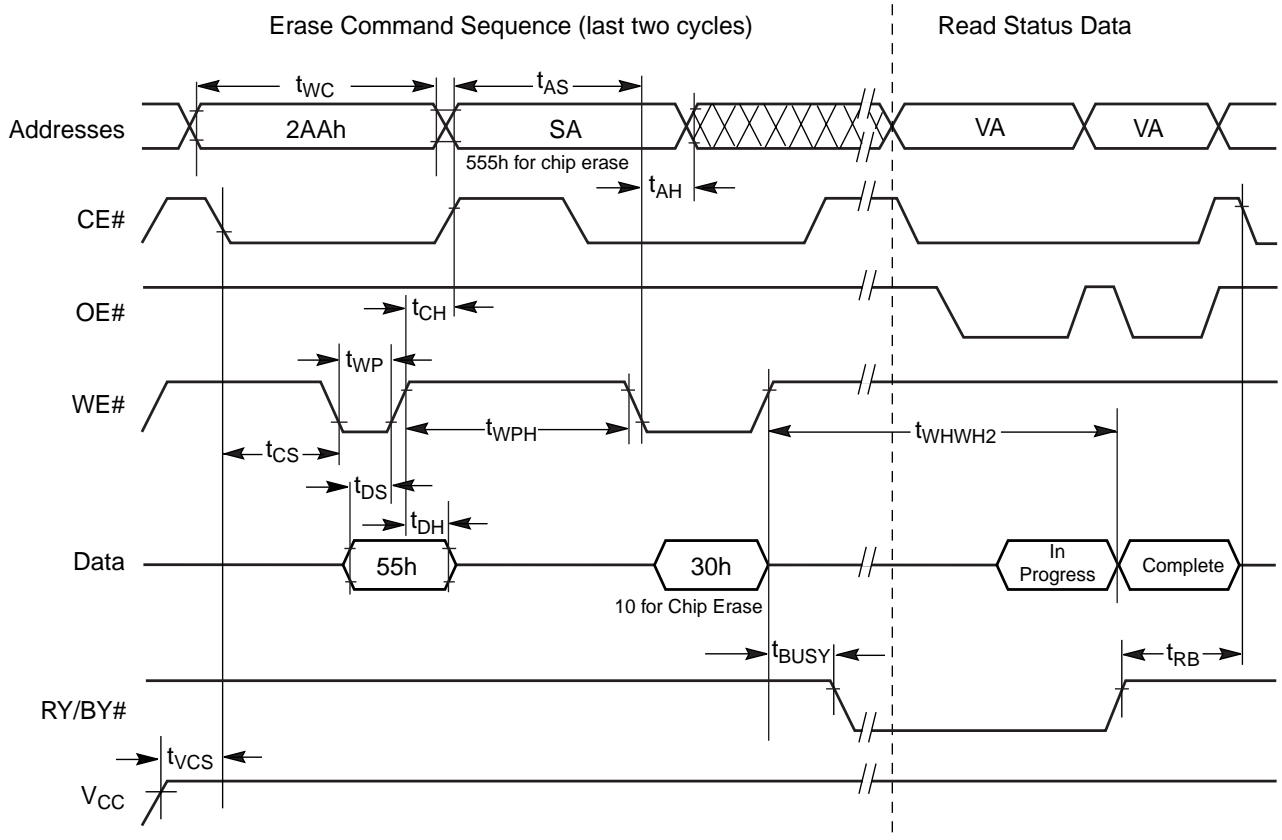 Erase Command Sequence (last two cycles)
Read Status Data
tWC
tAS
Addresses
2AAh
SA
VA
VA
555h for chip erase
tAH
CE#
tCH
OE#
tWP
WE#
tWPH
tWHWH2
tCS
tDS
tDH
Data
55h
30h
In
Progress
Complete
10 for Chip Erase
tBUSY
tRB
RY/BY#
tVCS
VCC